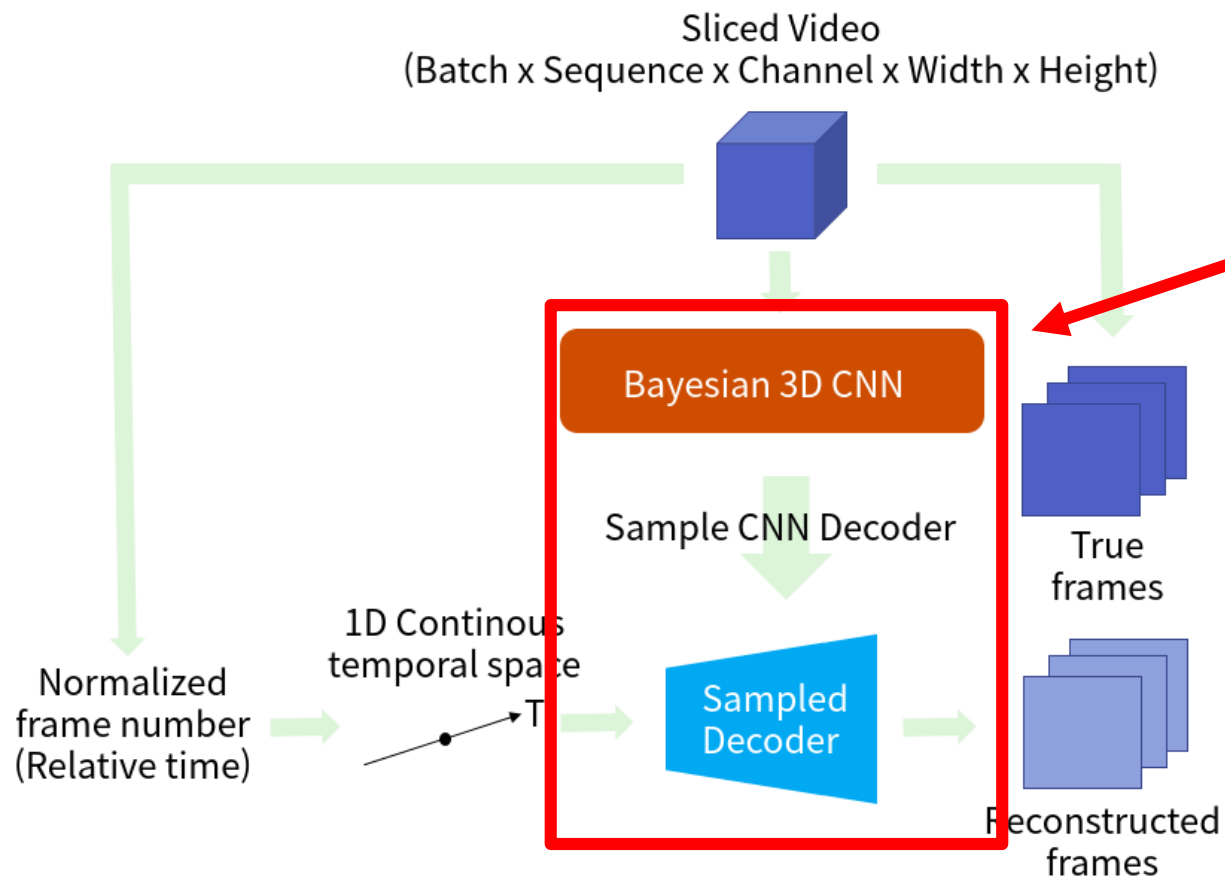 Sliced Video
(Batch x Sequence x Channel x Width x Height)
Bayesian 3D CNN
Sample CNN Decoder
True
frames
1D Continous
temporal space
T
Normalized
frame number
(Relative time)
Sampled
Decoder
Reconstructed
frames